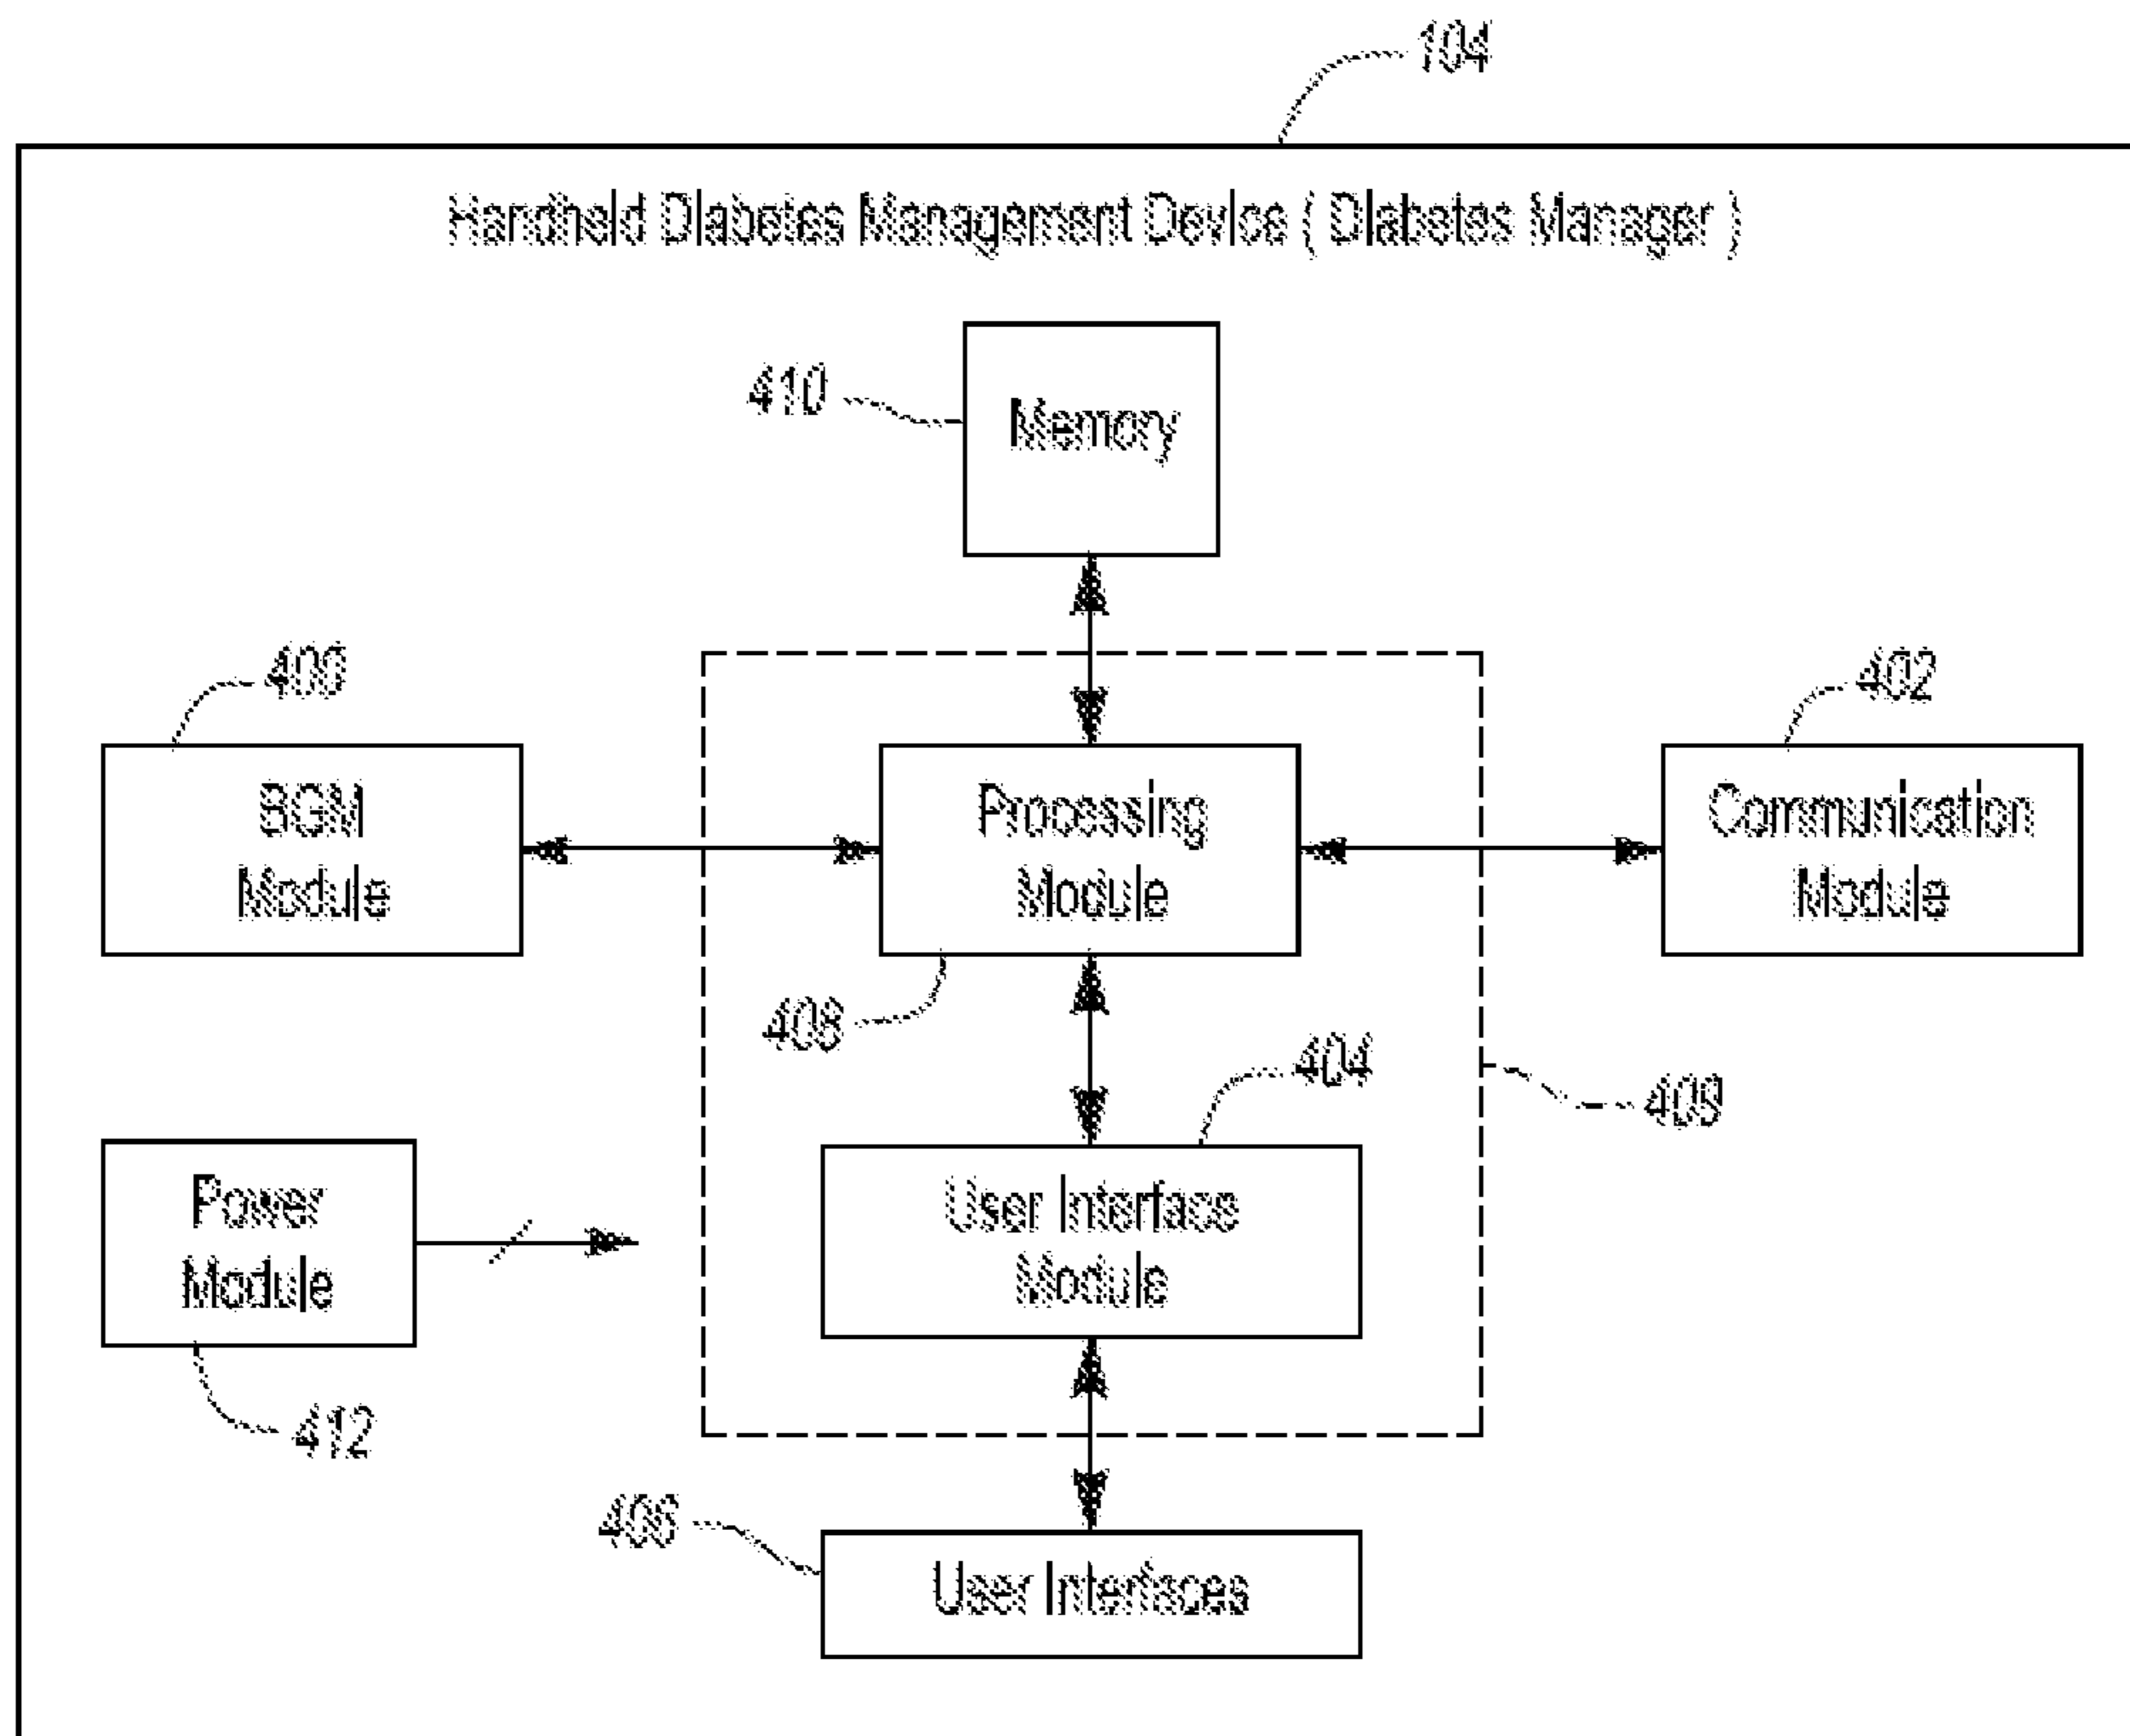 104
Handheld Diabetes Management Device ( Diabetes Manager )
410
Memory
400
402
BGM
Module
Processing
Module
Communication
Module
408
404
409
Power
Module
User Interface
Module
412
406
User Interfaces